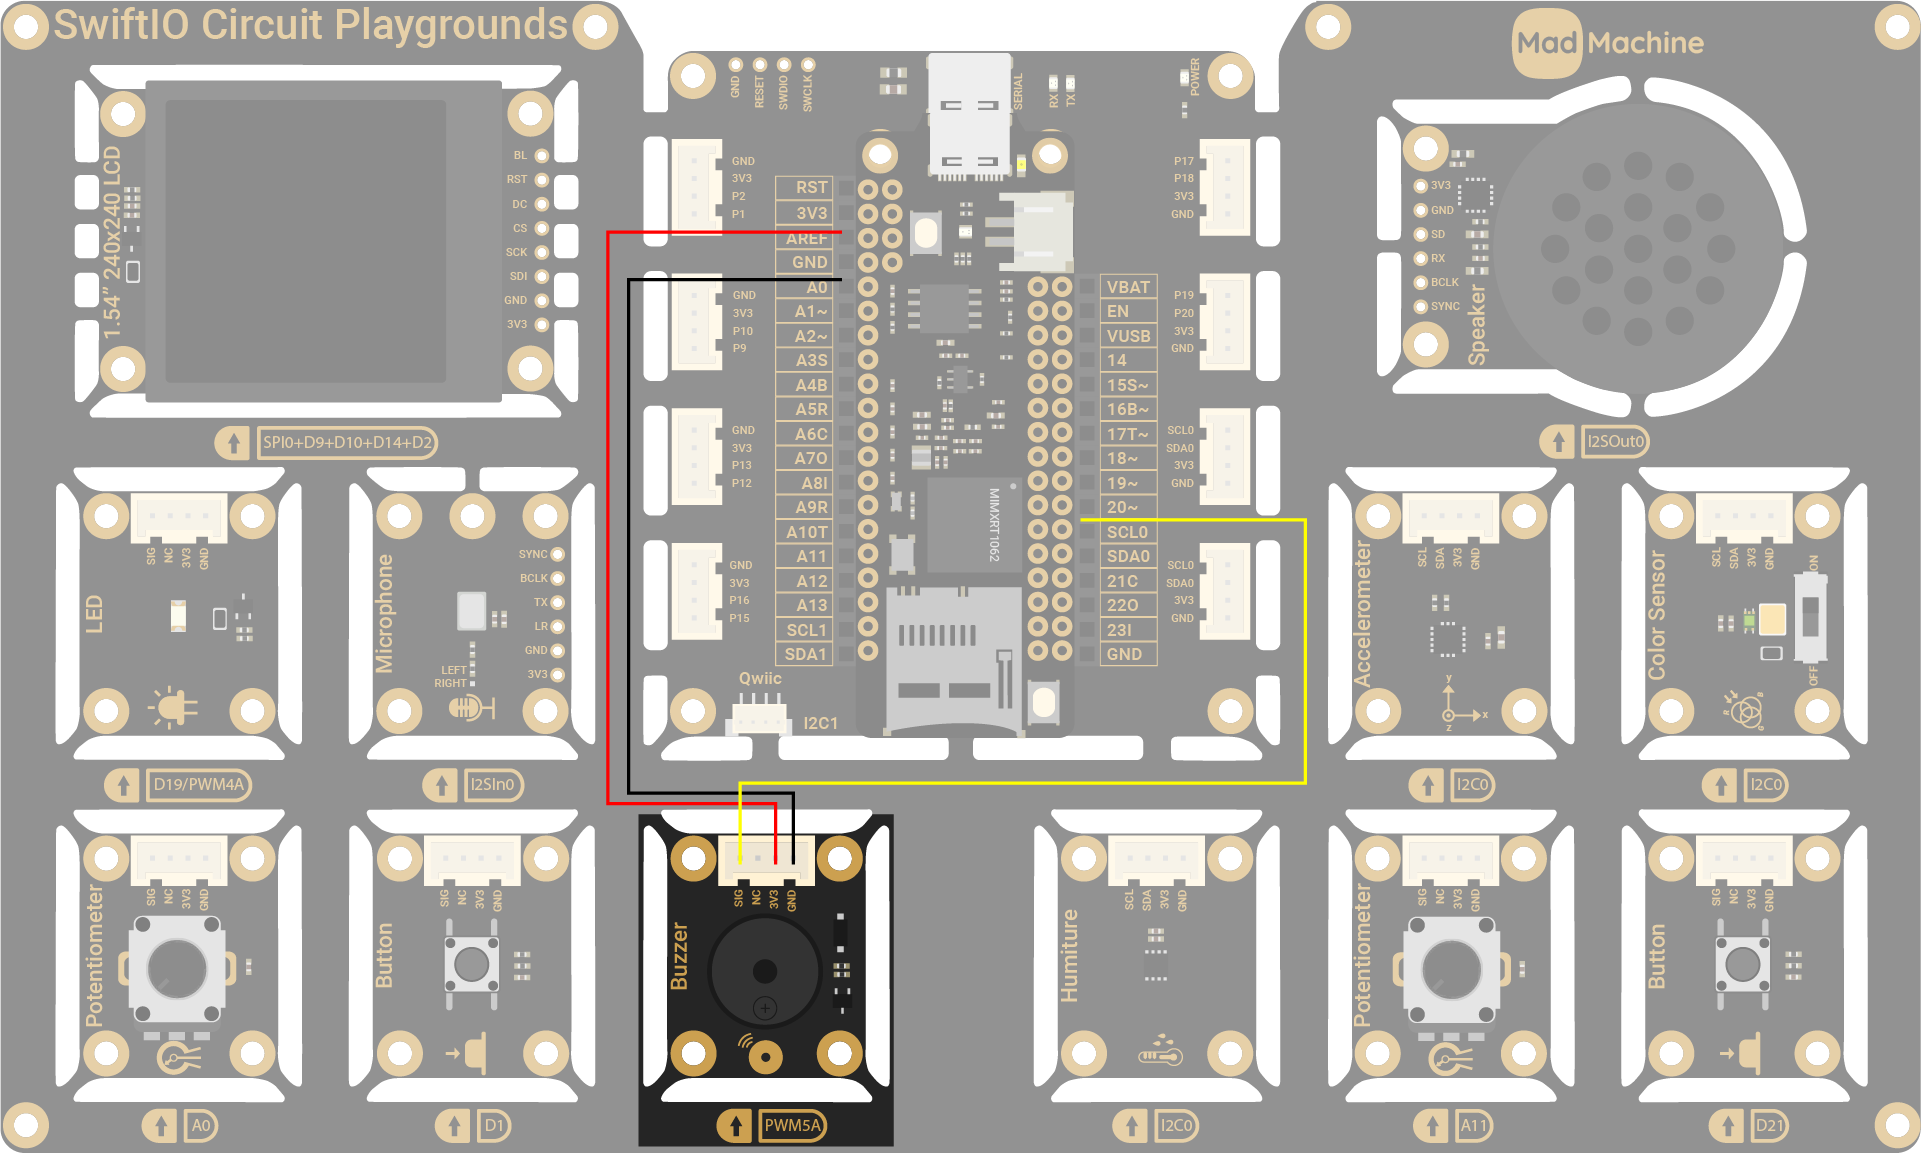 SwiftIO Circuit Playgrounds
Mad Machine
GND
RESET
SWDIO
SWCLK
SERIAL
RX
TX
POWER
1.54" 240x240 LCD
BL
RST
DC
CS
SCK
SDI
GND
3V3
SPI0+D9+D10+D14+D2
GND
3V3
P2
P1
GND
3V3
P10
P9
GND
3V3
P13
P12
GND
3V3
P16
P15
RST
3V3
AREF
GND
A0
A1~
A2~
A3S
A4B
A5R
A6C
A7O
A8I
A9R
A10T
A11
A12
A13
SCL1
SDA1
Qwiic
I2C1
MIMXRT1062
VBAT
EN
VUSB
14
15S~
16B~
17T~
18~
19~
20~
SCL0
SDA0
21C
22O
23I
GND
P17
P18
3V3
GND
P19
P20
3V3
GND
SCL0
SDA0
3V3
GND
SCL0
SDA0
3V3
GND
3V3
GND
SD
RX
BCLK
SYNC
Speaker
I2SOut0
SIG
NC
3V3
GND
LED
D19/PWM4A
Microphone
SYNC
BCLK
TX
LR
GND
3V3
LEFT
RIGHT
I2SIn0
SCL
SDA
3V3
GND
Accelerometer
y
x
z
I2C0
SCL
SDA
3V3
GND
Color Sensor
ON
OFF
R
B
G
I2C0
SIG
NC
3V3
GND
Potentiometer
A0
SIG
NC
3V3
GND
Button
D1
SIG
NC
3V3
GND
Buzzer
PWM5A
SCL
SDA
3V3
GND
Humiture
I2C0
SIG
NC
3V3
GND
Potentiometer
A11
SIG
NC
3V3
GND
Button
D21